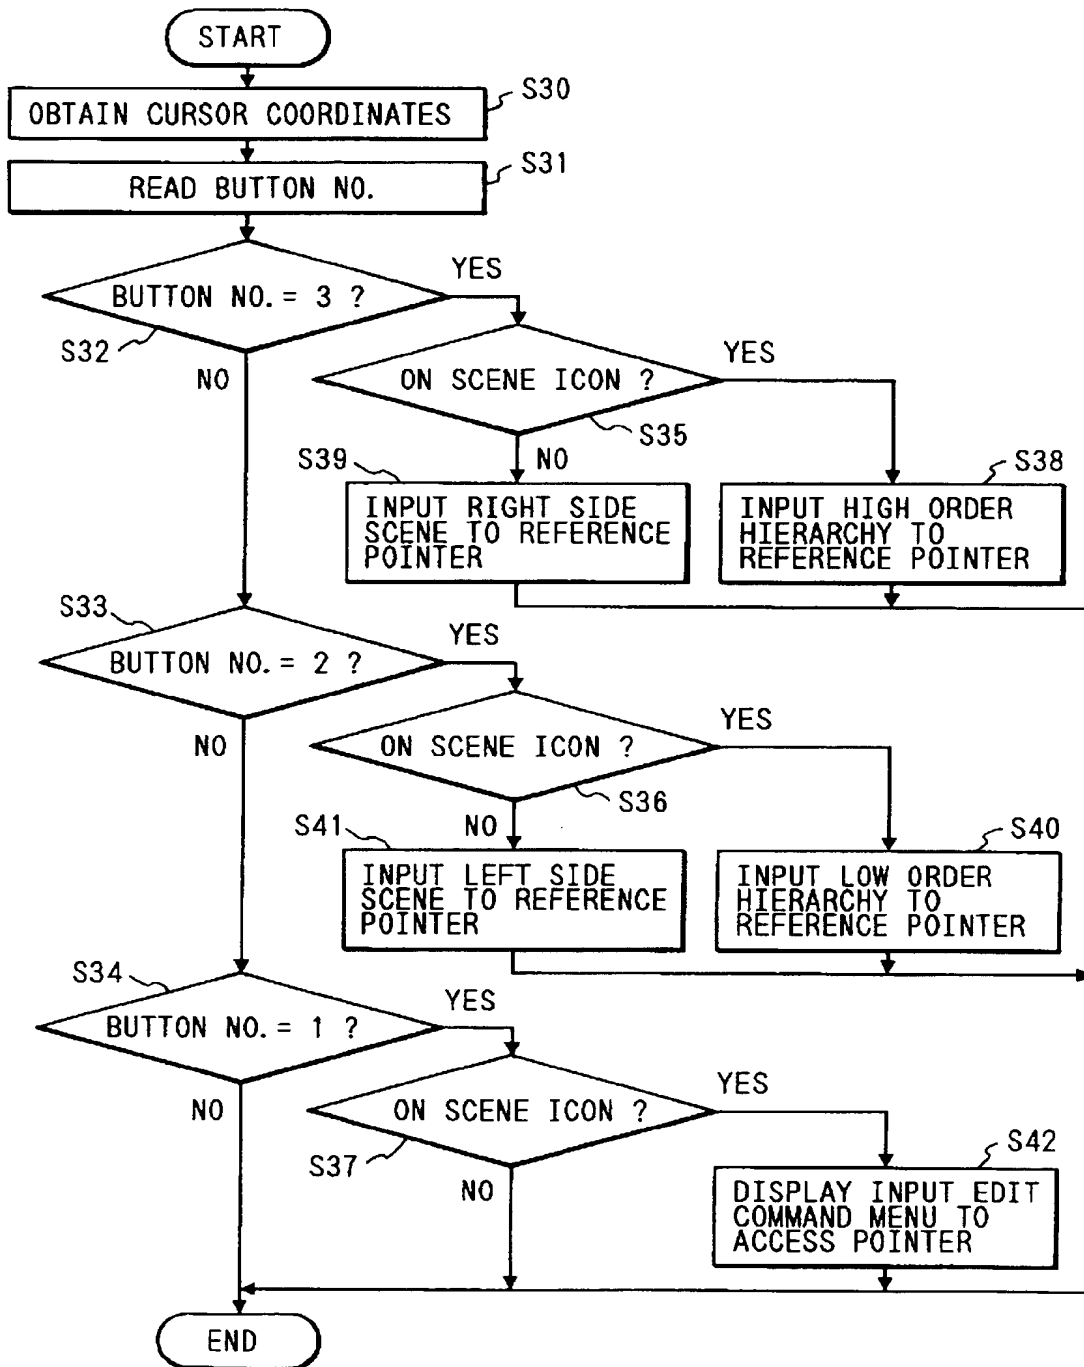 START
OBTAIN CURSOR COORDINATES
S30
READ BUTTON NO.
S31
BUTTON NO. = 3 ?
YES
S32
NO
ON SCENE ICON ?
YES
S35
NO
S39
INPUT RIGHT SIDE
SCENE TO REFERENCE
POINTER
S38
INPUT HIGH ORDER
HIERARCHY TO
REFERENCE POINTER
S33
BUTTON NO. = 2 ?
YES
NO
ON SCENE ICON ?
YES
S36
NO
S41
INPUT LEFT SIDE
SCENE TO REFERENCE
POINTER
S40
INPUT LOW ORDER
HIERARCHY TO
REFERENCE POINTER
S34
BUTTON NO. = 1 ?
YES
NO
ON SCENE ICON ?
YES
S37
NO
S42
DISPLAY INPUT EDIT
COMMAND MENU TO
ACCESS POINTER
END